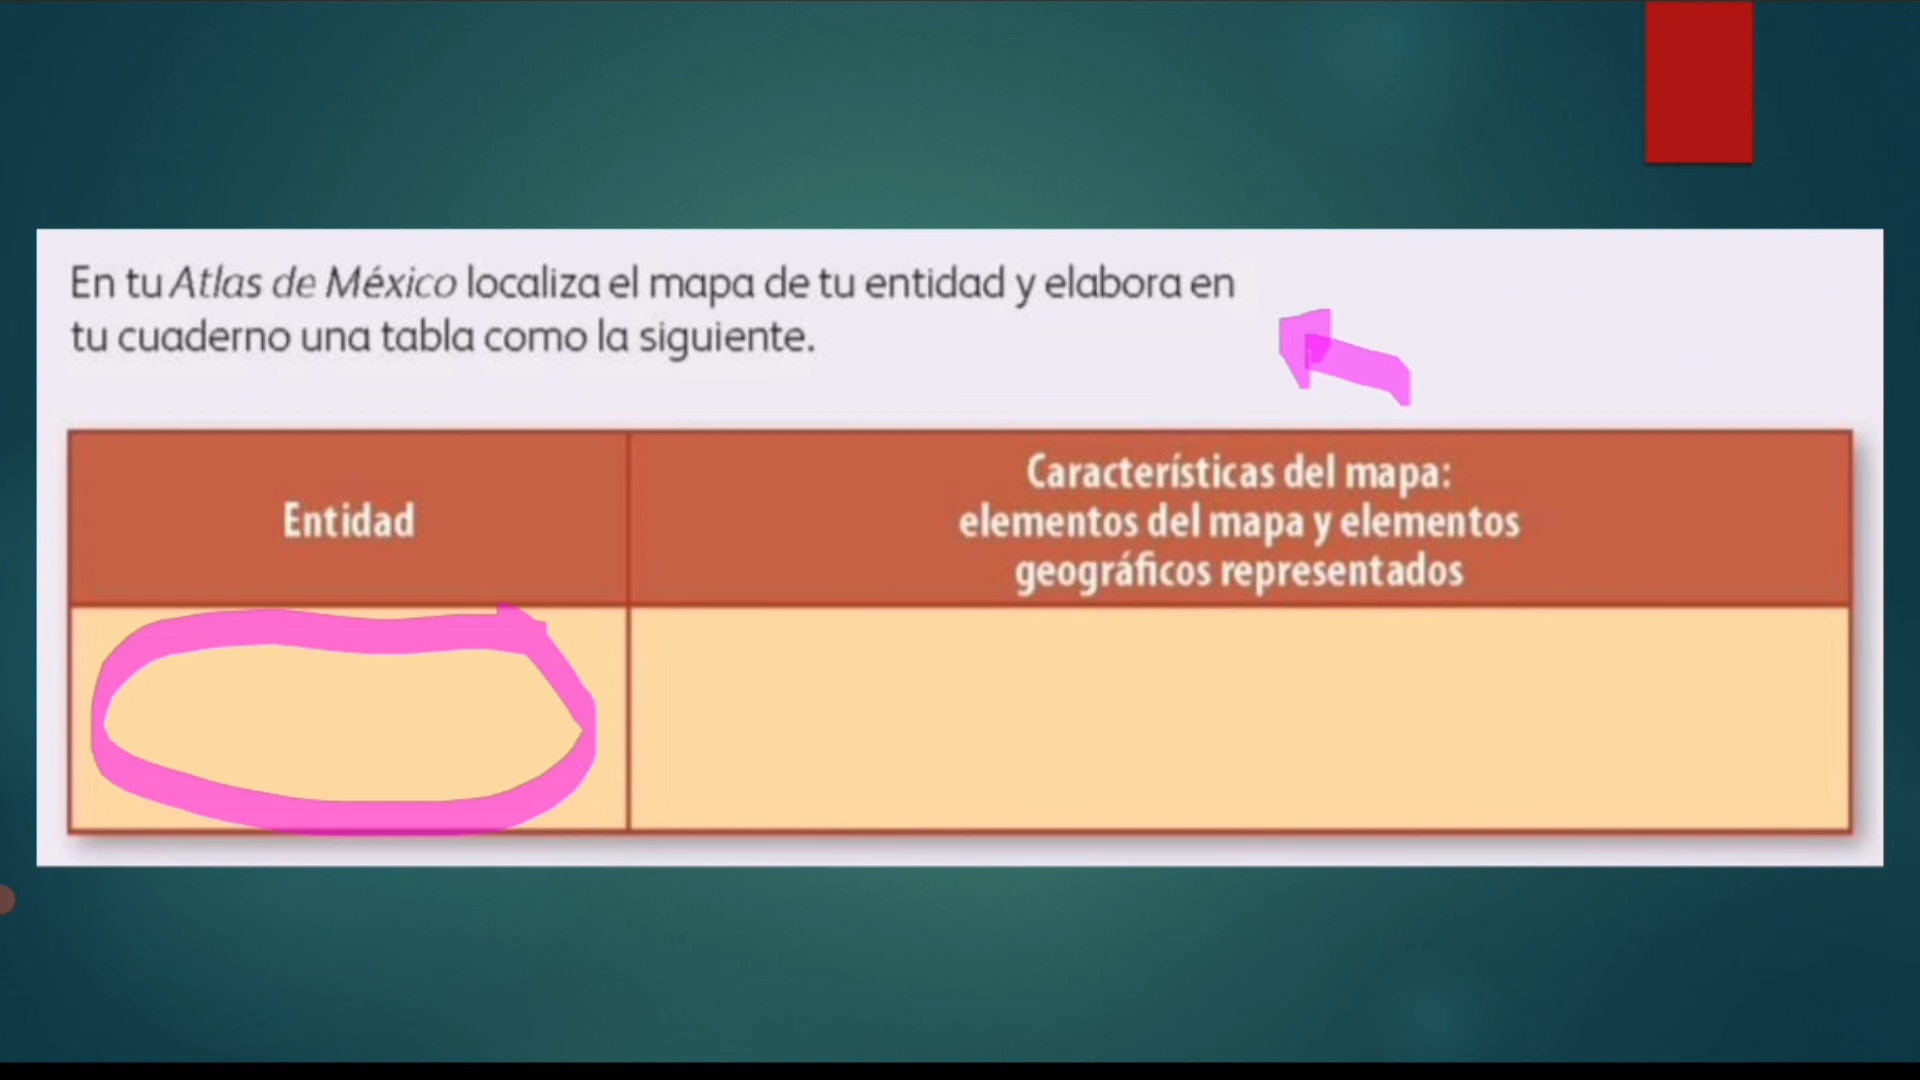 En tu Atlas de México localiza el mapa de tu entidad y elabora en
tu cuaderno una tabla como la siguiente.
Entidad
Características del mapa:
elementos del mapa y elementos
geográficos representados